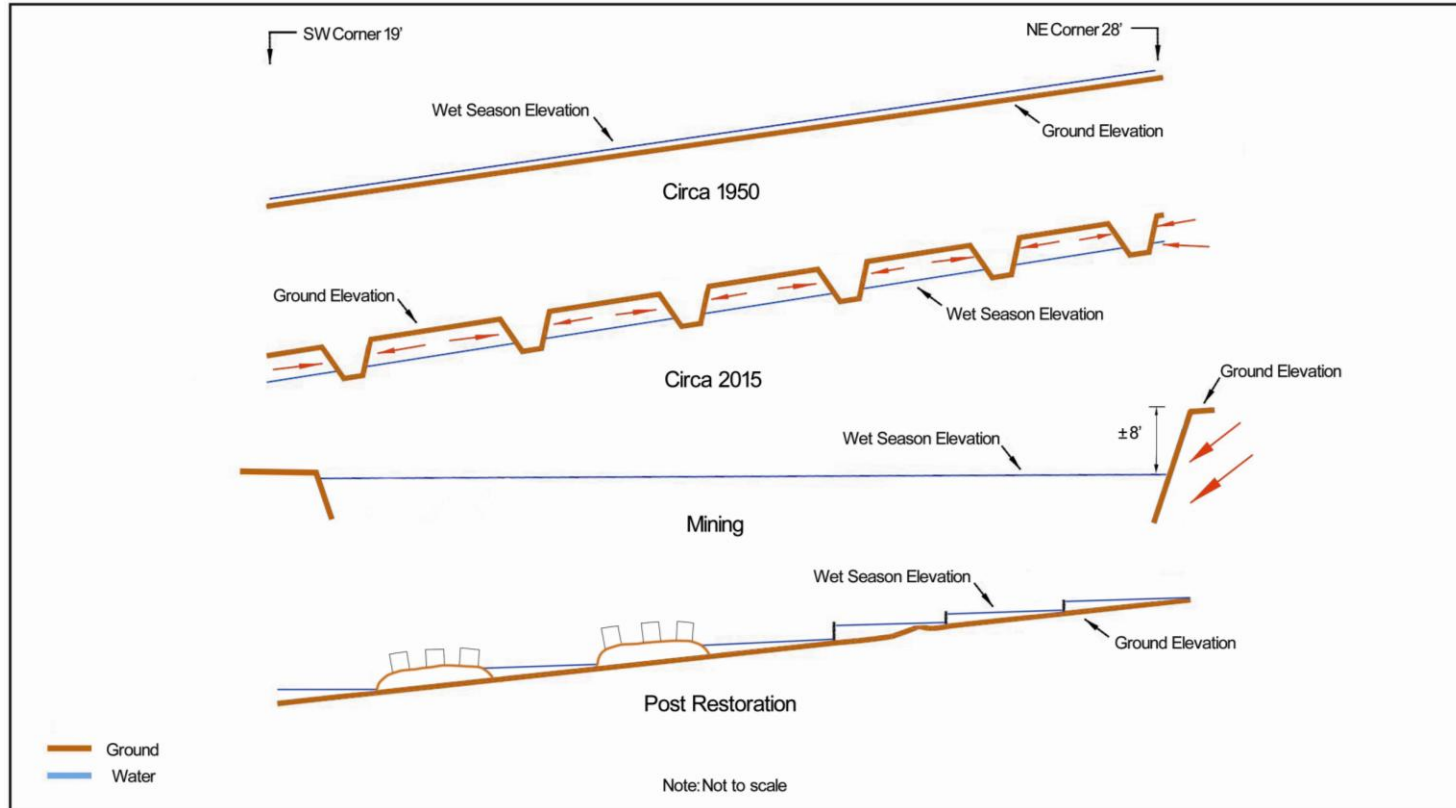 SW Corner 19'
NE Corner 28'
Wet Season Elevation
Ground Elevation
Circa 1950
Ground Elevation
Wet Season Elevation
Circa 2015
Ground Elevation
±8'
Wet Season Elevation
Mining
Wet Season Elevation
Ground Elevation
Post Restoration
Ground
Water
Note: Not to scale